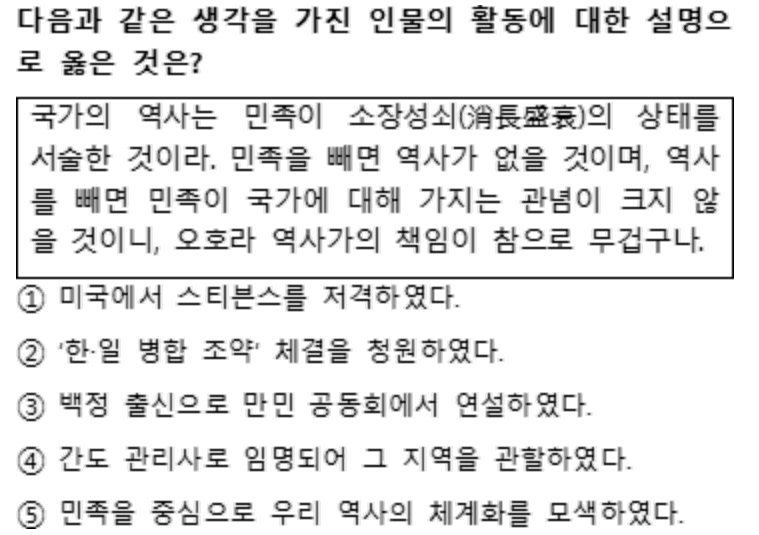 다음과 같은 생각을 가진 인물의 활동에 대한 설명으
로 옳은 것은?
국가의 역사는 민족이 소장성쇠(消長盛衰)의 상태를
서술한 것이라. 민족을 빼면 역사가 없을 것이며, 역사
를 빼면 민족이 국가에 대해 가지는 관념이 크지 않
을 것이니, 오호라 역사가의 책임이 참으로 무겁구나.
① 미국에서 스티븐스를 저격하였다.
② ‘한·일 병합 조약’ 체결을 청원하였다.
③ 백정 출신으로 만민 공동회에서 연설하였다.
④ 간도 관리사로 임명되어 그 지역을 관할하였다.
⑤ 민족을 중심으로 우리 역사의 체계화를 모색하였다.